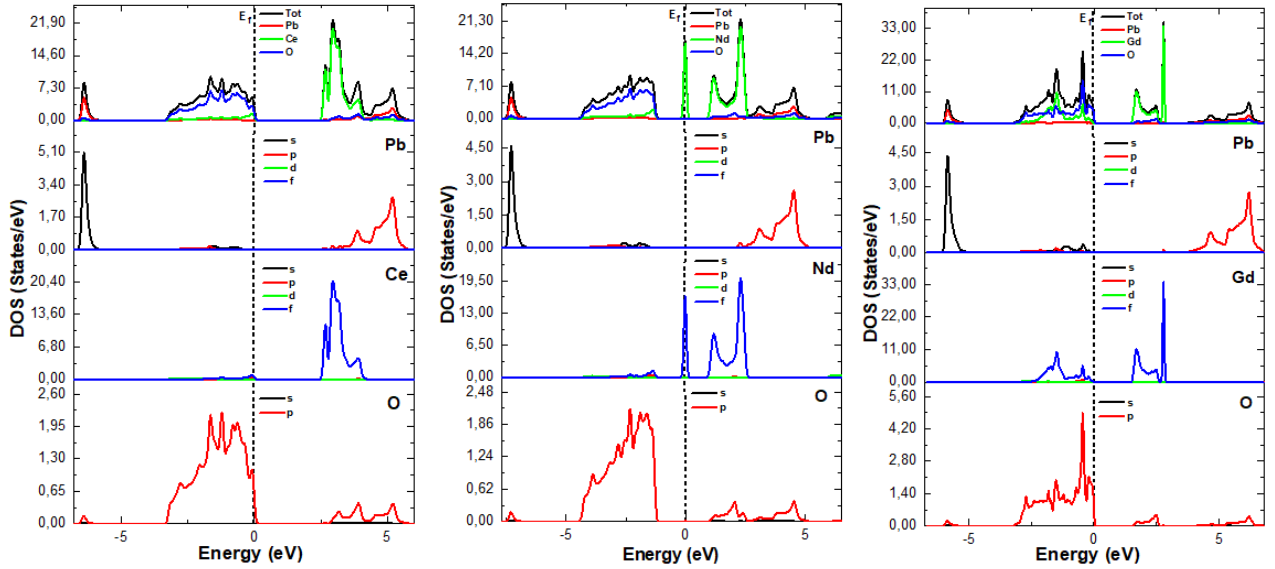 21,90
14,60
7,30
0,00
E_f
Tot
Pb
Ce
O
5,10
3,40
1,70
0,00
s
p
d
f
Pb
20,40
13,60
6,80
0,00
s
p
d
f
Ce
2,60
1,95
1,30
0,65
0,00
s
p
O
-5
0
5
DOS (States/eV)
Energy (eV)
21,30
14,20
7,10
0,00
E_f
Tot
Pb
Nd
O
4,50
3,00
1,50
0,00
s
p
d
f
Pb
19,50
13,00
6,50
0,00
s
p
d
f
Nd
2,48
1,86
1,24
0,62
0,00
s
p
O
-5
0
5
DOS (States/eV)
Energy (eV)
33,00
22,00
11,00
0,00
E_f
Tot
Pb
Gd
O
4,50
3,00
1,50
0,00
s
p
d
f
Pb
33,00
22,00
11,00
0,00
s
p
d
f
Gd
5,60
4,20
2,80
1,40
0,00
s
p
O
-5
0
5
DOS (States/eV)
Energy (eV)